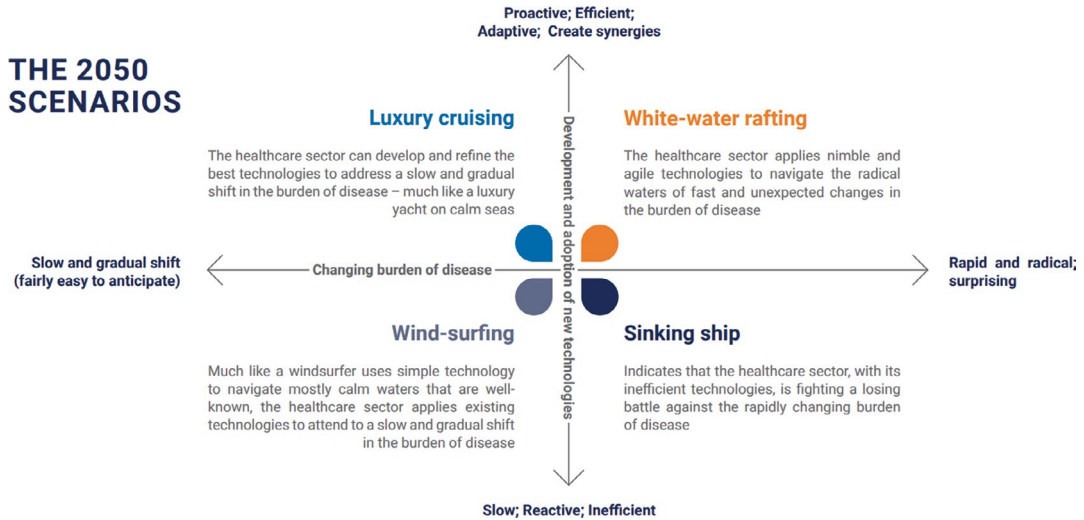 Proactive; Efficient;
Adaptive; Create synergies
THE 2050
SCENARIOS
Luxury cruising
The healthcare sector can develop and refine the
best technologies to address a slow and gradual
shift in the burden of disease – much like a luxury
yacht on calm seas
White-water rafting
The healthcare sector applies nimble and
agile technologies to navigate the radical
waters of fast and unexpected changes in
the burden of disease
Development and adoption of new technologies
Slow and gradual shift
(fairly easy to anticipate)
Changing burden of disease
Rapid and radical;
surprising
Wind-surfing
Much like a windsurfer uses simple technology
to navigate mostly calm waters that are well-
known, the healthcare sector applies existing
technologies to attend to a slow and gradual shift
in the burden of disease
Sinking ship
Indicates that the healthcare sector, with its
inefficient technologies, is fighting a losing
battle against the rapidly changing burden
of disease
Slow; Reactive; Inefficient